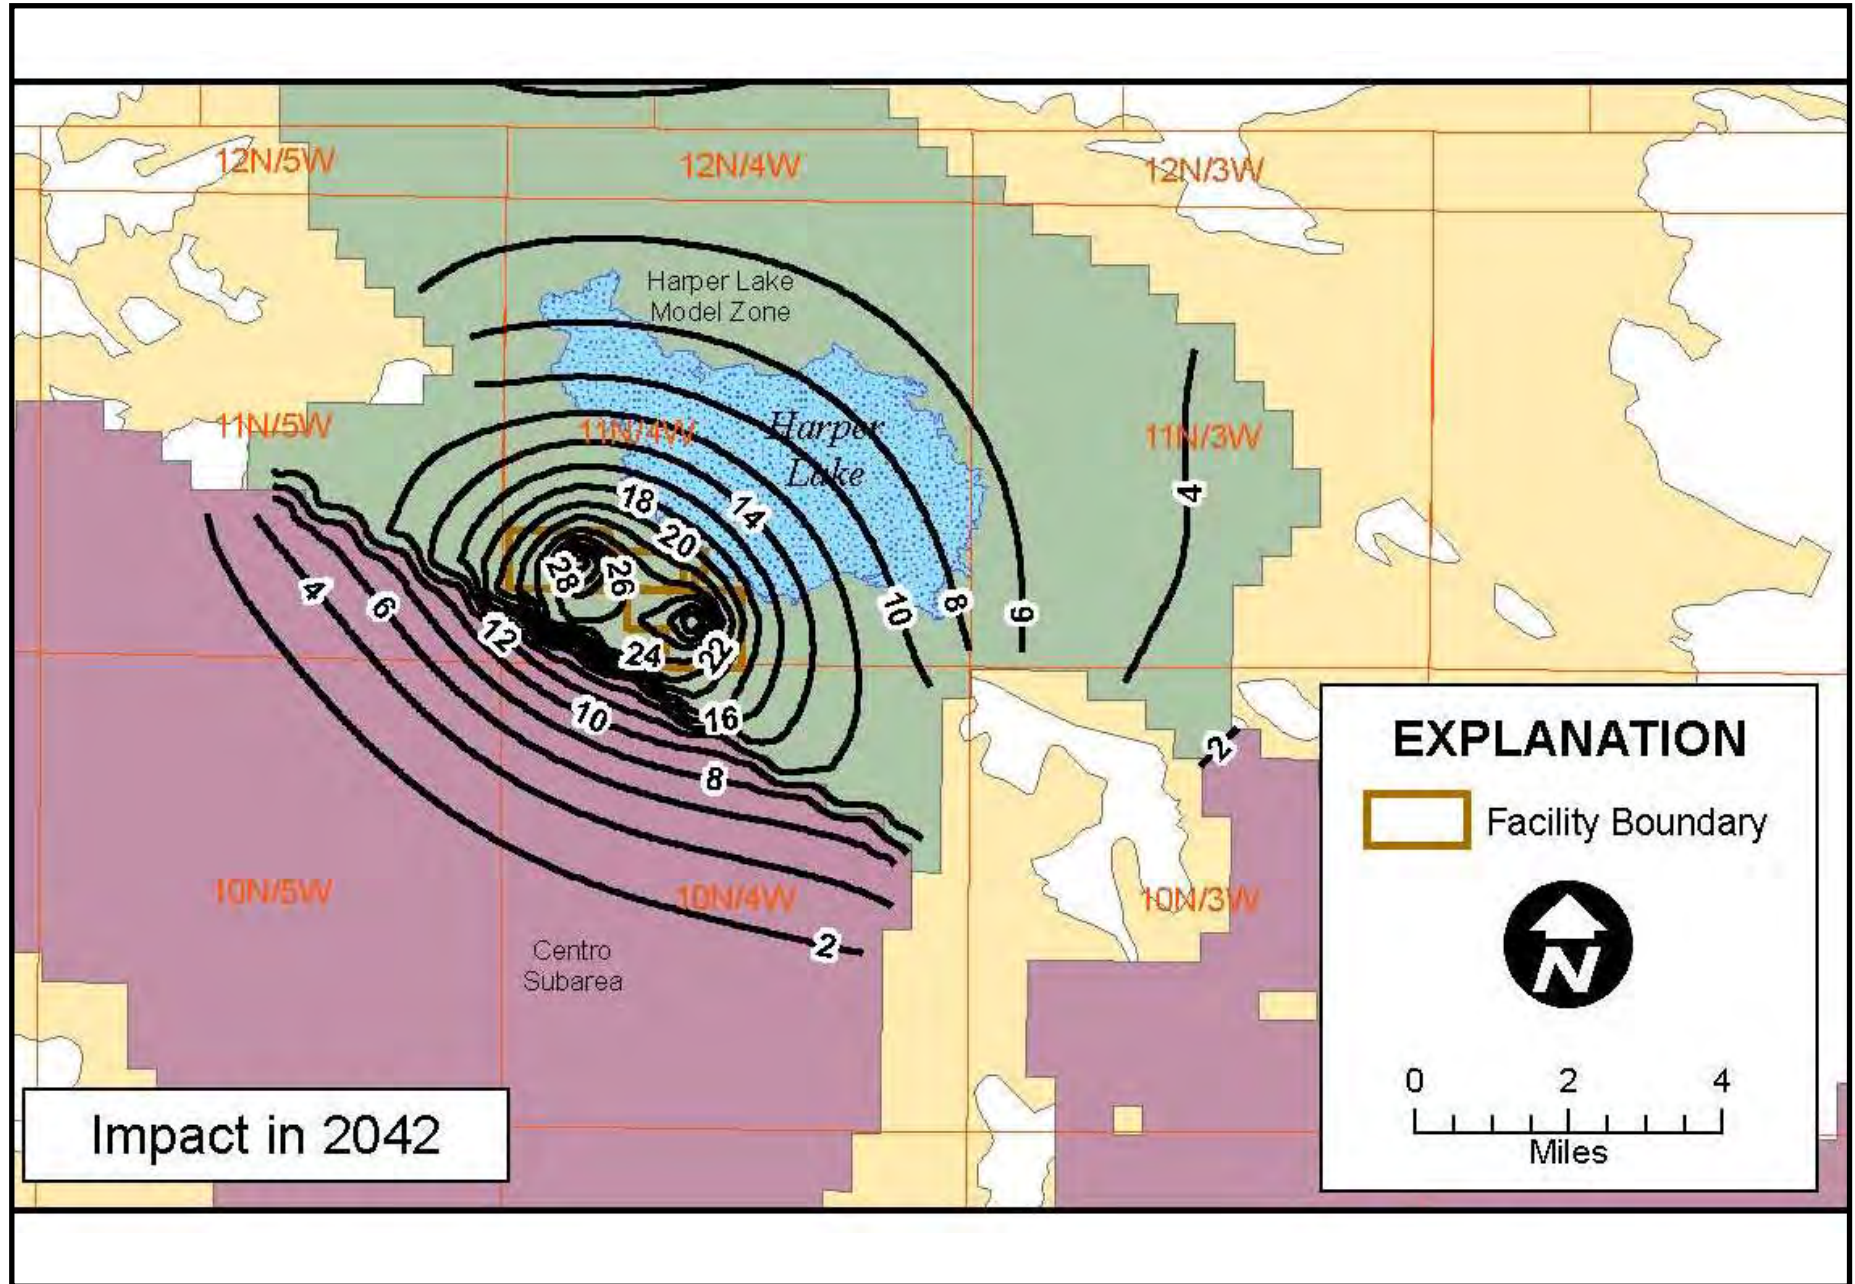 12N/5W
12N/4W
12N/3W
Harper Lake
Model Zone
11N/5W
11N/4W
Harper
Lake
11N/3W
4
18
14
20
28
26
4
6
10
8
6
12
24
22
10
16
8
2
10N/5W
10N/4W
10N/3W
2
Centro
Subarea
Impact in 2042
EXPLANATION
Facility Boundary
N
0 2 4
Miles